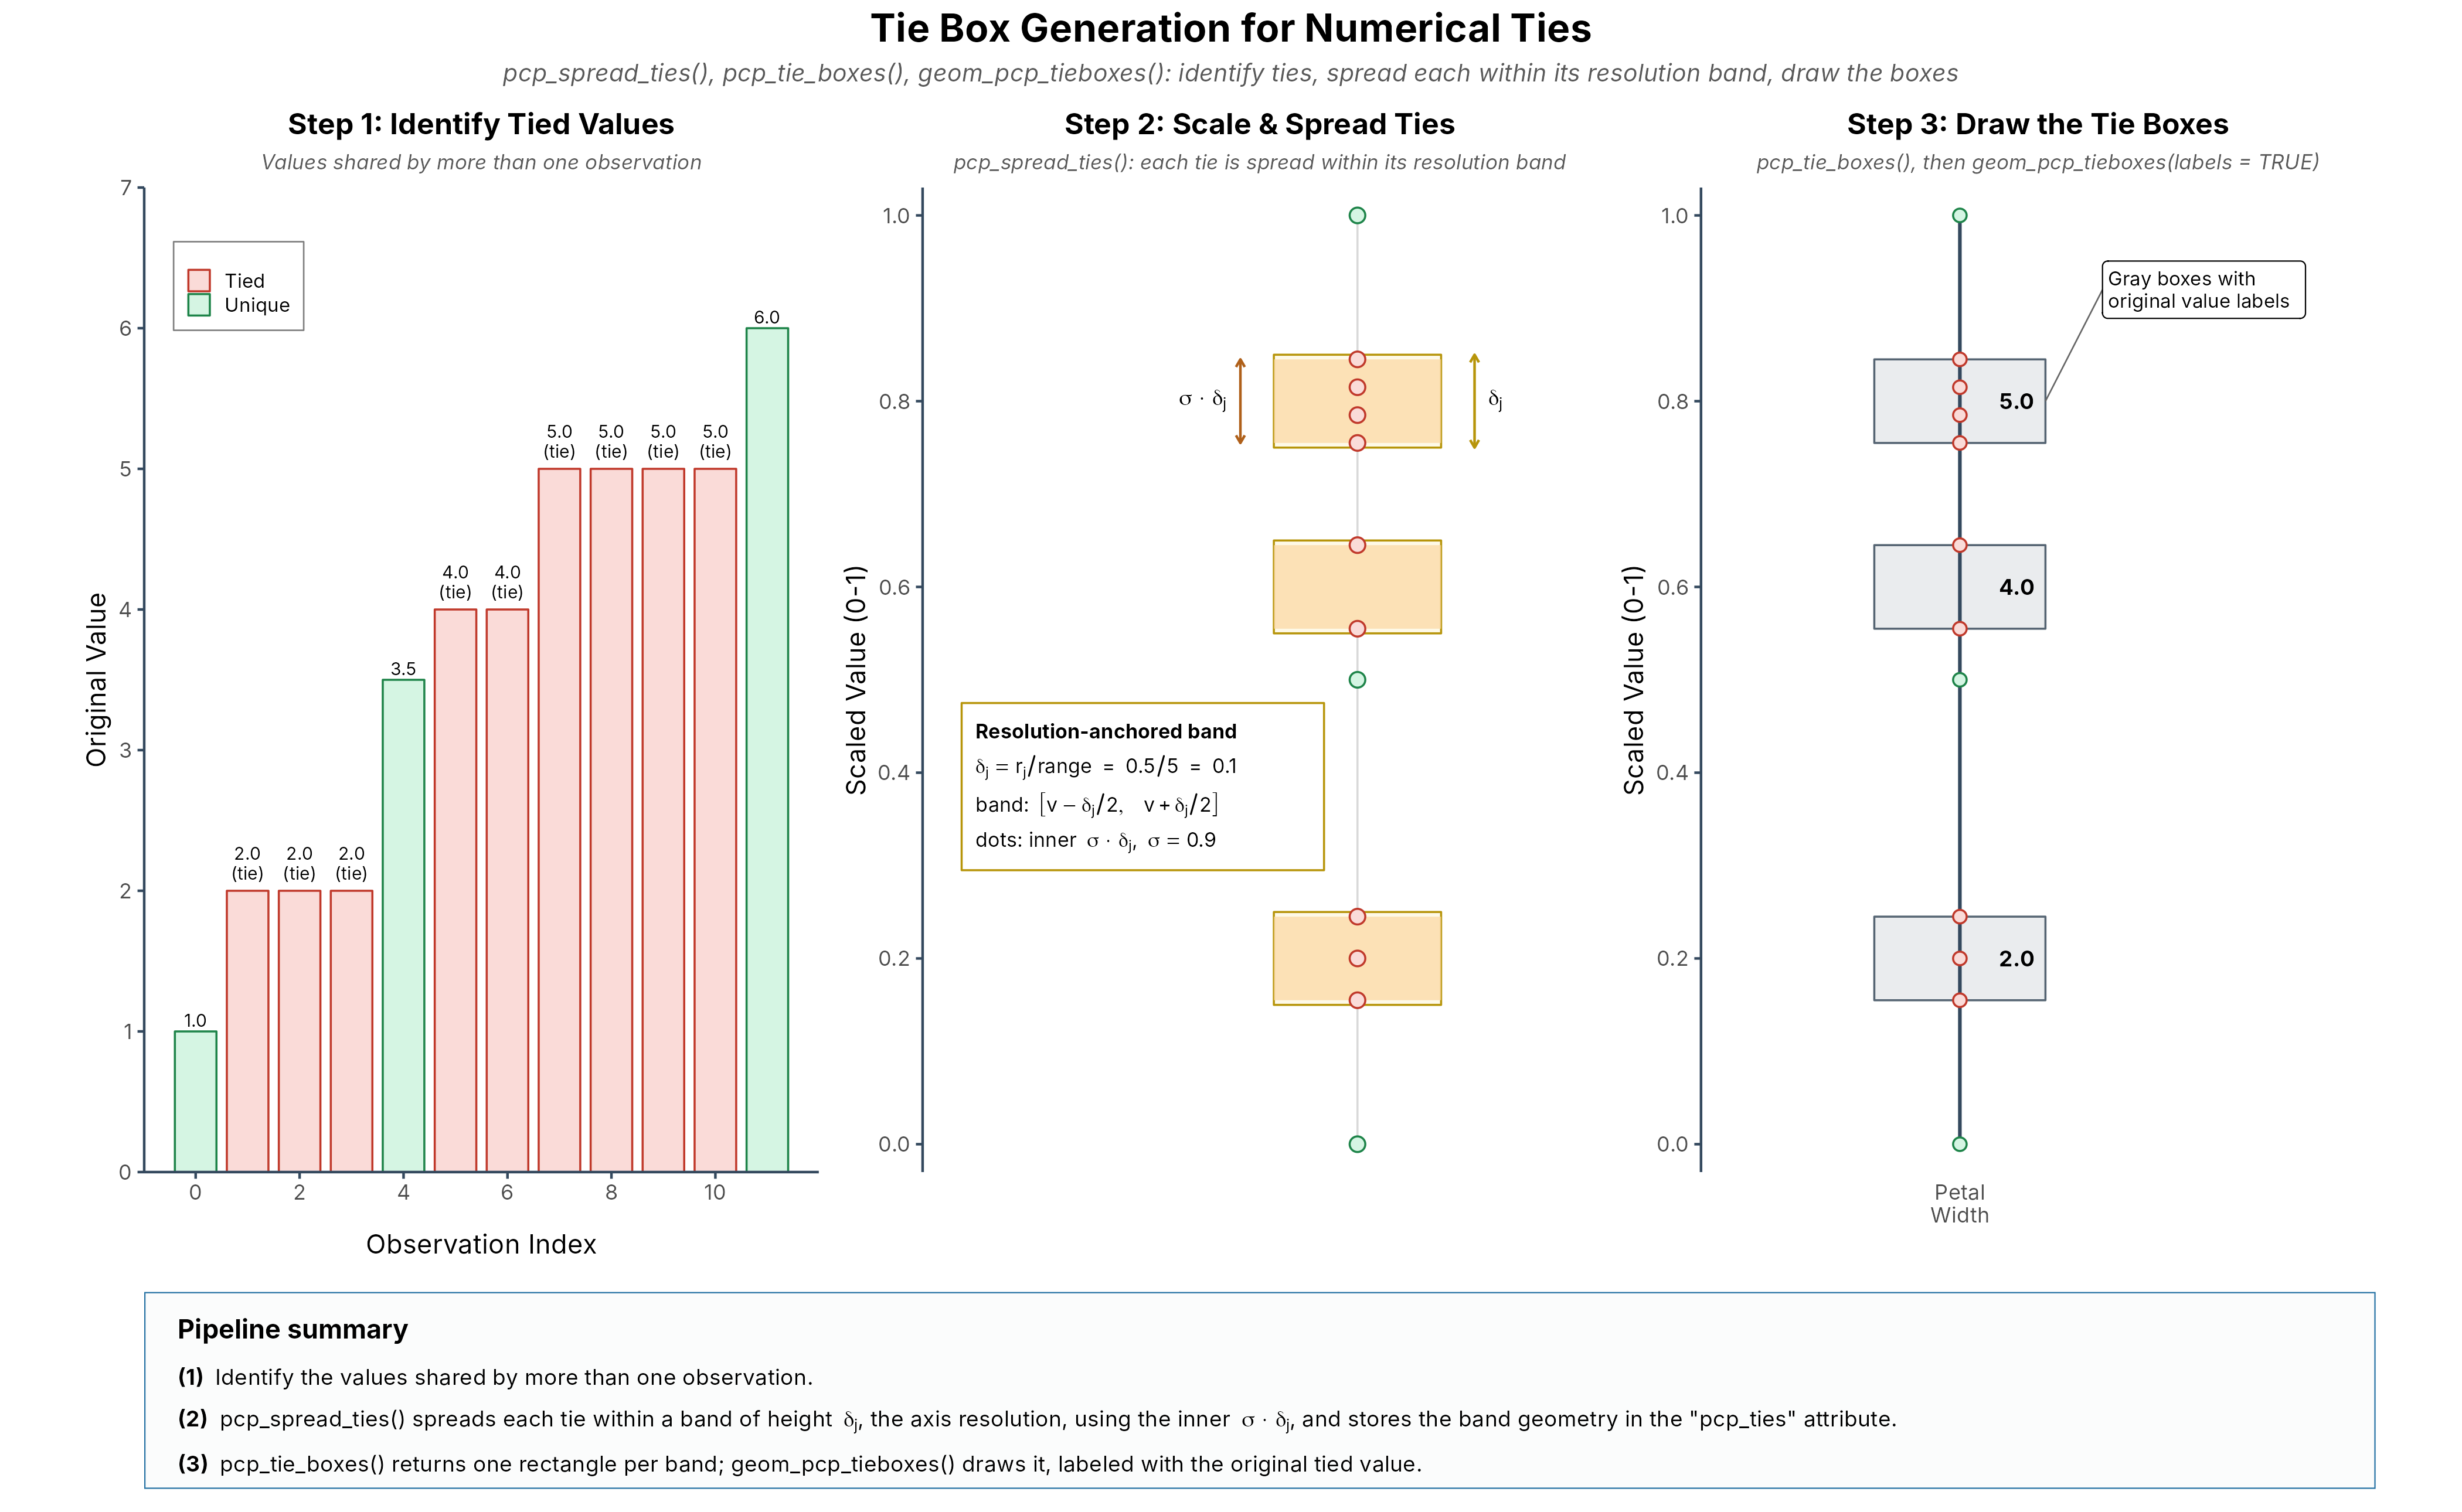 Tie Box Generation for Numerical Ties
pcp_spread_ties(), pcp_tie_boxes(), geom_pcp_tieboxes(): identify ties, spread each within its resolution band, draw the boxes
Step 1: Identify Tied Values
Values shared by more than one observation
Original Value
7
6
5
4
3
2
1
0
Tied
Unique
1.0
2.0
(tie)
2.0
(tie)
2.0
(tie)
3.5
4.0
(tie)
4.0
(tie)
5.0
(tie)
5.0
(tie)
5.0
(tie)
5.0
(tie)
6.0
0 2 4 6 8 10
Observation Index
Step 2: Scale & Spread Ties
pcp_spread_ties(): each tie is spread within its resolution band
Scaled Value (0-1)
1.0
0.8
0.6
0.4
0.2
0.0
σ · δj
δj
Resolution-anchored band
δj = rj/range = 0.5/5 = 0.1
band: [v − δj/2, v + δj/2]
dots: inner σ · δj, σ = 0.9
Step 3: Draw the Tie Boxes
pcp_tie_boxes(), then geom_pcp_tieboxes(labels = TRUE)
Scaled Value (0-1)
1.0
0.8
0.6
0.4
0.2
0.0
Gray boxes with
original value labels
5.0
4.0
2.0
Petal
Width
Pipeline summary
(1) Identify the values shared by more than one observation.
(2) pcp_spread_ties() spreads each tie within a band of height δj, the axis resolution, using the inner σ · δj, and stores the band geometry in the "pcp_ties" attribute.
(3) pcp_tie_boxes() returns one rectangle per band; geom_pcp_tieboxes() draws it, labeled with the original tied value.